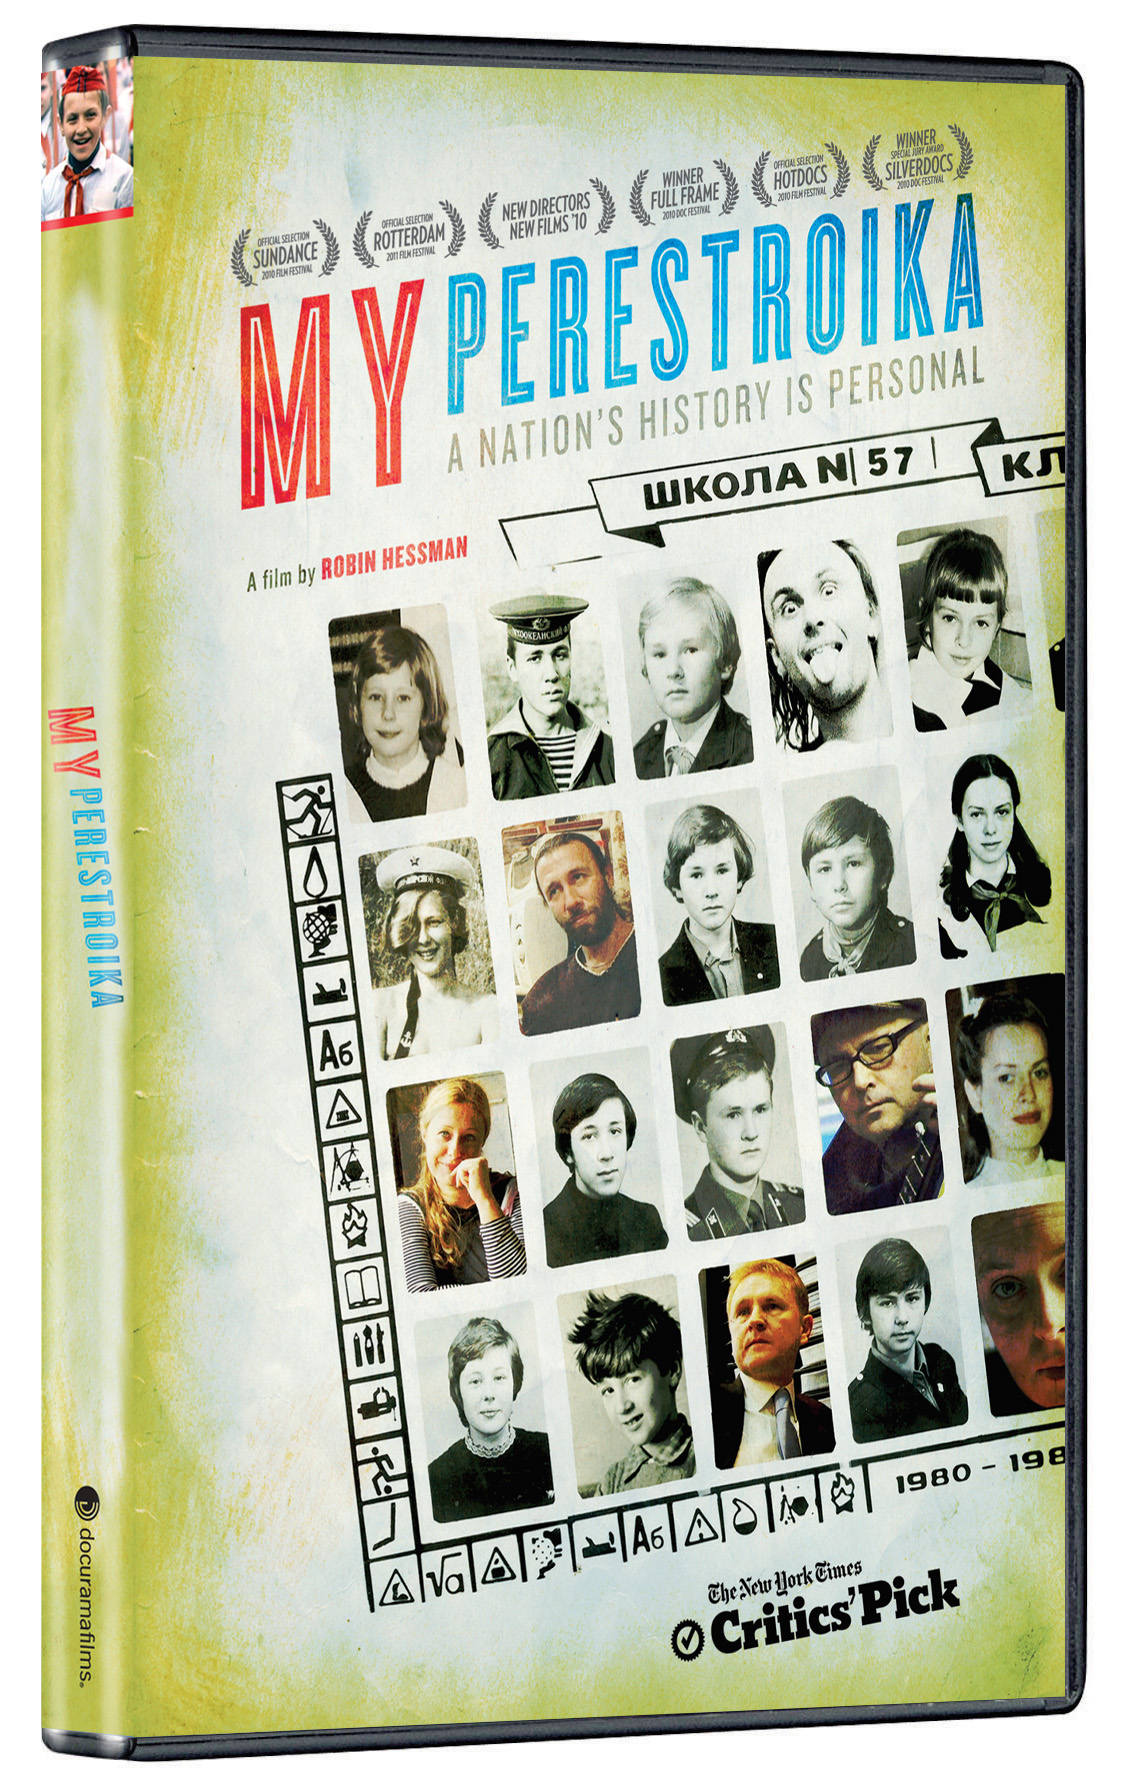 OFFICIAL SELECTION
SUNDANCE
2010 FILM FESTIVAL
OFFICIAL SELECTION
ROTTERDAM
2011 FILM FESTIVAL
NEW DIRECTORS
NEW FILMS '10
WINNER
FULL FRAME
2010 DOC FESTIVAL
OFFICIAL SELECTION
HOTDOCS
2010 FILM FESTIVAL
WINNER
SPECIAL JURY AWARD
SILVERDOCS
2010 DOC FESTIVAL
MY PERESTROIKA
A NATION'S HISTORY IS PERSONAL
ШКОЛА N 57
КЛ
A film by ROBIN HESSMAN
Аб
√a
Аб
1980 - 198
The New York Times
Critics' Pick
MY PERESTROIKA
docuramafilms.